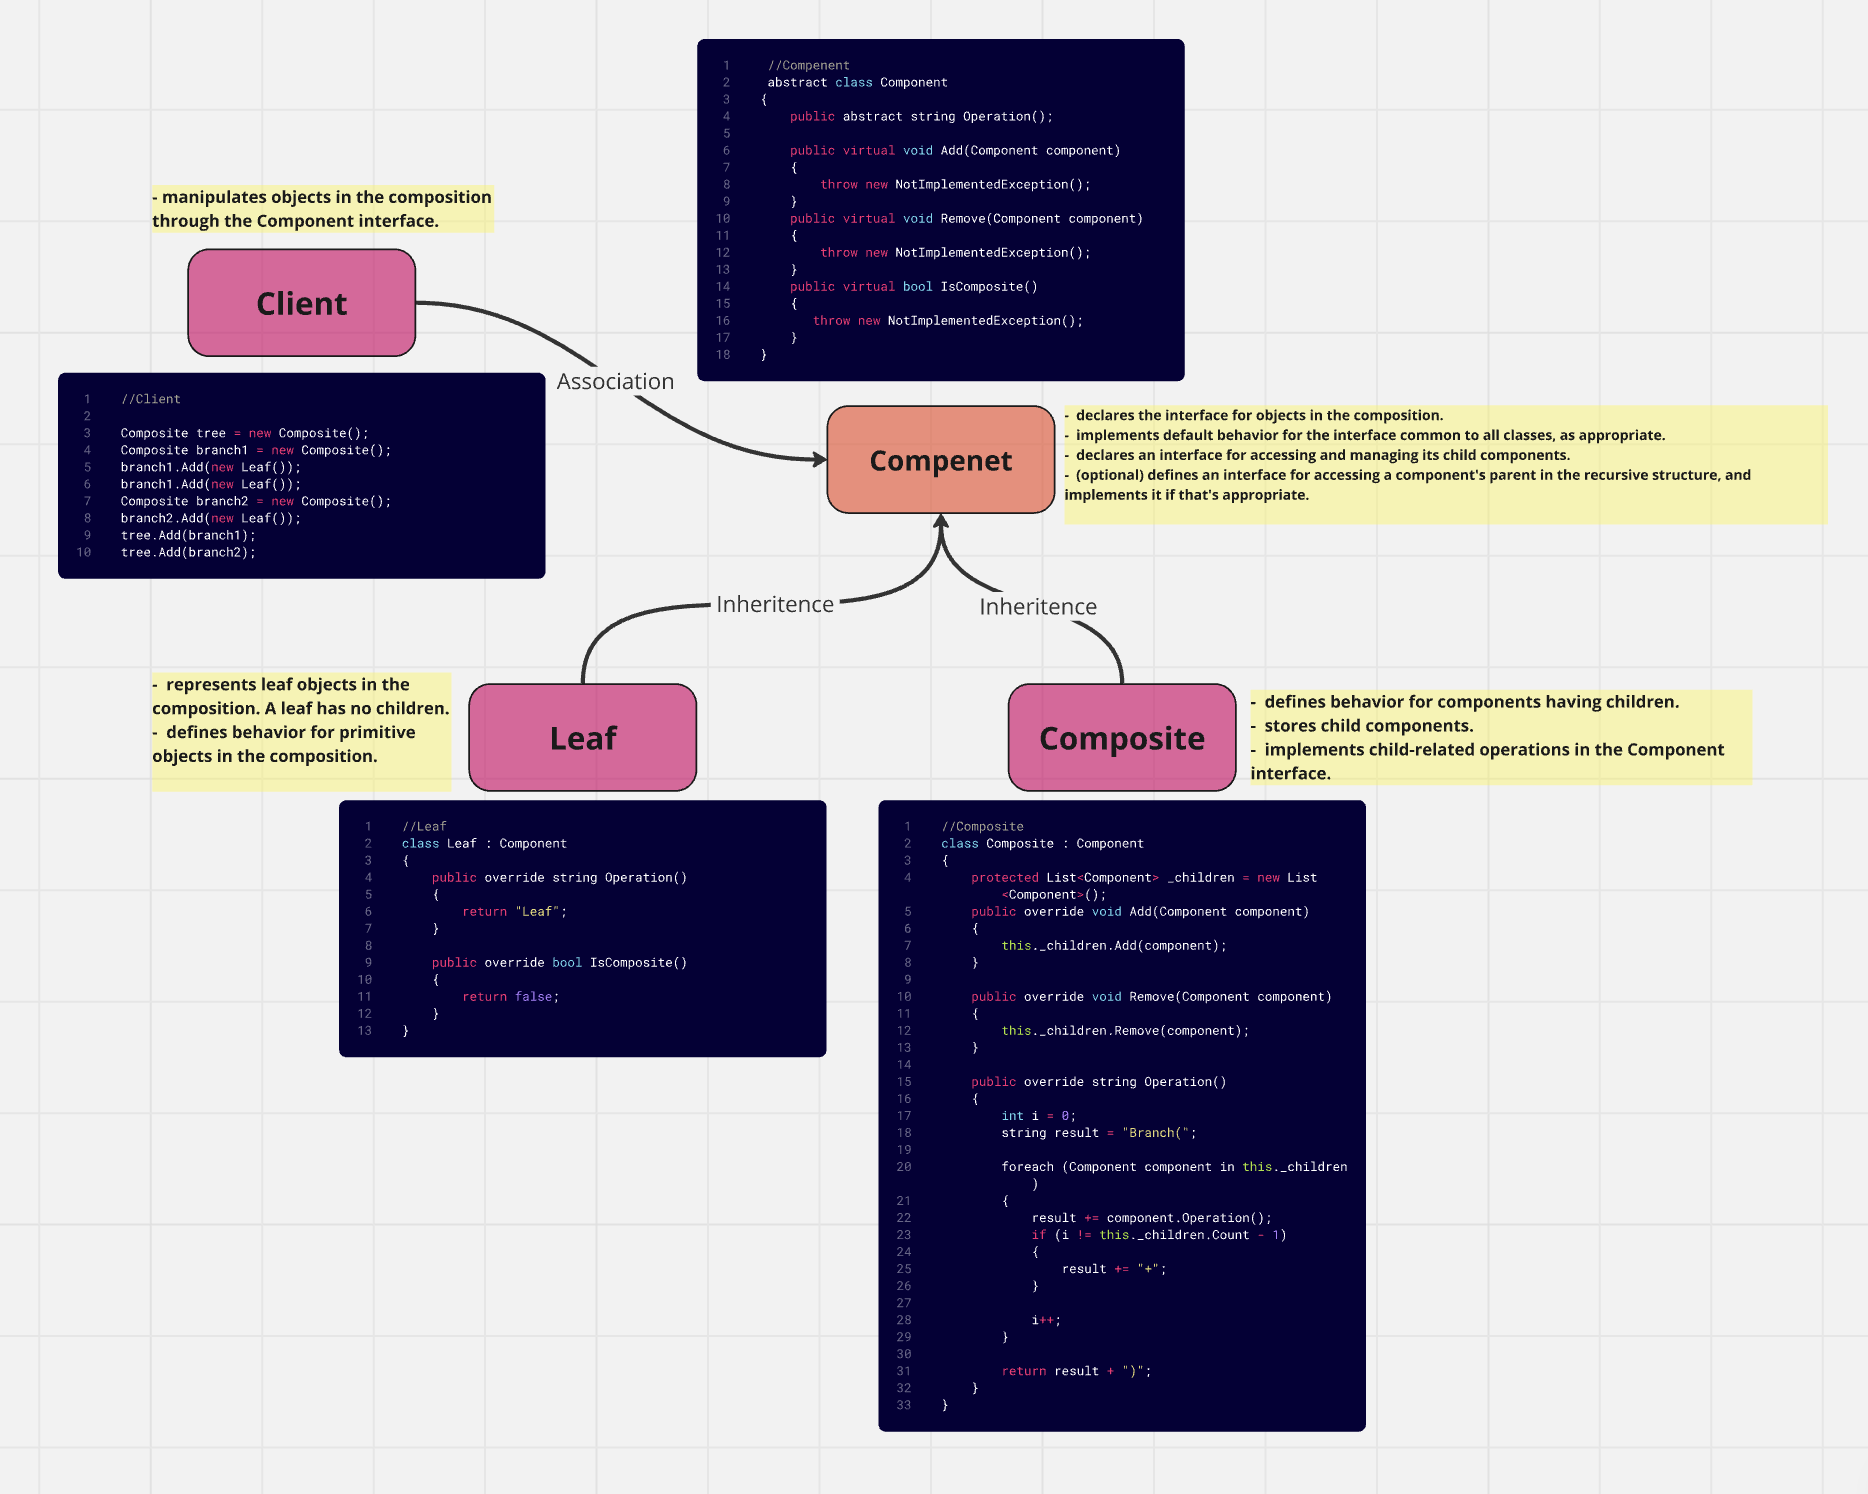 1 //Compenent
2 abstract class Component
3 {
4 public abstract string Operation();
5
6 public virtual void Add(Component component)
7 {
8 throw new NotImplementedException();
9 }
10 public virtual void Remove(Component component)
11 {
12 throw new NotImplementedException();
13 }
14 public virtual bool IsComposite()
15 {
16 throw new NotImplementedException();
17 }
18 }
- manipulates objects in the composition
through the Component interface.
Client
Association
1 //Client
2
3 Composite tree = new Composite();
4 Composite branch1 = new Composite();
5 branch1.Add(new Leaf());
6 branch1.Add(new Leaf());
7 Composite branch2 = new Composite();
8 branch2.Add(new Leaf());
9 tree.Add(branch1);
10 tree.Add(branch2);
Compenet
- declares the interface for objects in the composition.
- implements default behavior for the interface common to all classes, as appropriate.
- declares an interface for accessing and managing its child components.
- (optional) defines an interface for accessing a component's parent in the recursive structure, and
implements it if that's appropriate.
Inheritence
Inheritence
- represents leaf objects in the
composition. A leaf has no children.
- defines behavior for primitive
objects in the composition.
Leaf
Composite
- defines behavior for components having children.
- stores child components.
- implements child-related operations in the Component
interface.
1 //Leaf
2 class Leaf : Component
3 {
4 public override string Operation()
5 {
6 return "Leaf";
7 }
8
9 public override bool IsComposite()
10 {
11 return false;
12 }
13 }
1 //Composite
2 class Composite : Component
3 {
4 protected List<Component> _children = new List
<Component>();
5 public override void Add(Component component)
6 {
7 this._children.Add(component);
8 }
9
10 public override void Remove(Component component)
11 {
12 this._children.Remove(component);
13 }
14
15 public override string Operation()
16 {
17 int i = 0;
18 string result = "Branch(";
19
20 foreach (Component component in this._children
)
21 {
22 result += component.Operation();
23 if (i != this._children.Count - 1)
24 {
25 result += "+";
26 }
27
28 i++;
29 }
30
31 return result + ")";
32 }
33 }